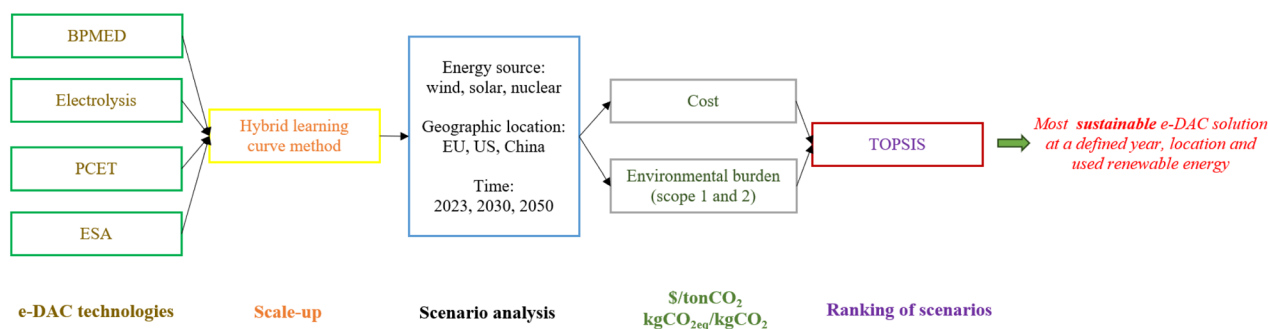 BPMED
Electrolysis
PCET
ESA
Hybrid learning
curve method
Energy source:
wind, solar, nuclear
Geographic location:
EU, US, China
Time:
2023, 2030, 2050
Cost
Environmental burden
(scope 1 and 2)
TOPSIS
Most sustainable e-DAC solution
at a defined year, location and
used renewable energy
e-DAC technologies
Scale-up
Scenario analysis
$/tonCO₂
kgCO₂eq/kgCO₂
Ranking of scenarios